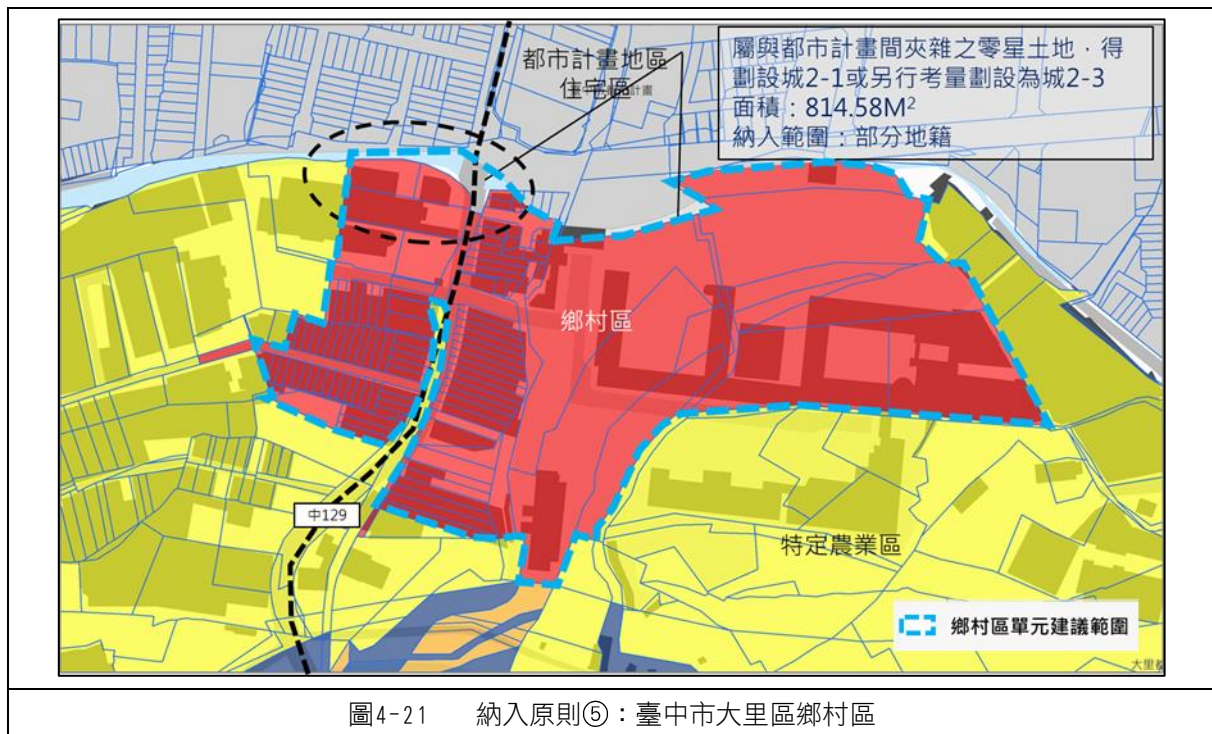 都市計畫地區
住宅區
計畫
屬與都市計畫間夾雜之零星土地，得
劃設城2-1或另行考量劃設為城2-3
面積：814.58M²
納入範圍：部分地籍
鄉村區
中129
特定農業區
鄉村區單元建議範圍
大里
圖4-21 納入原則⑤：臺中市大里區鄉村區